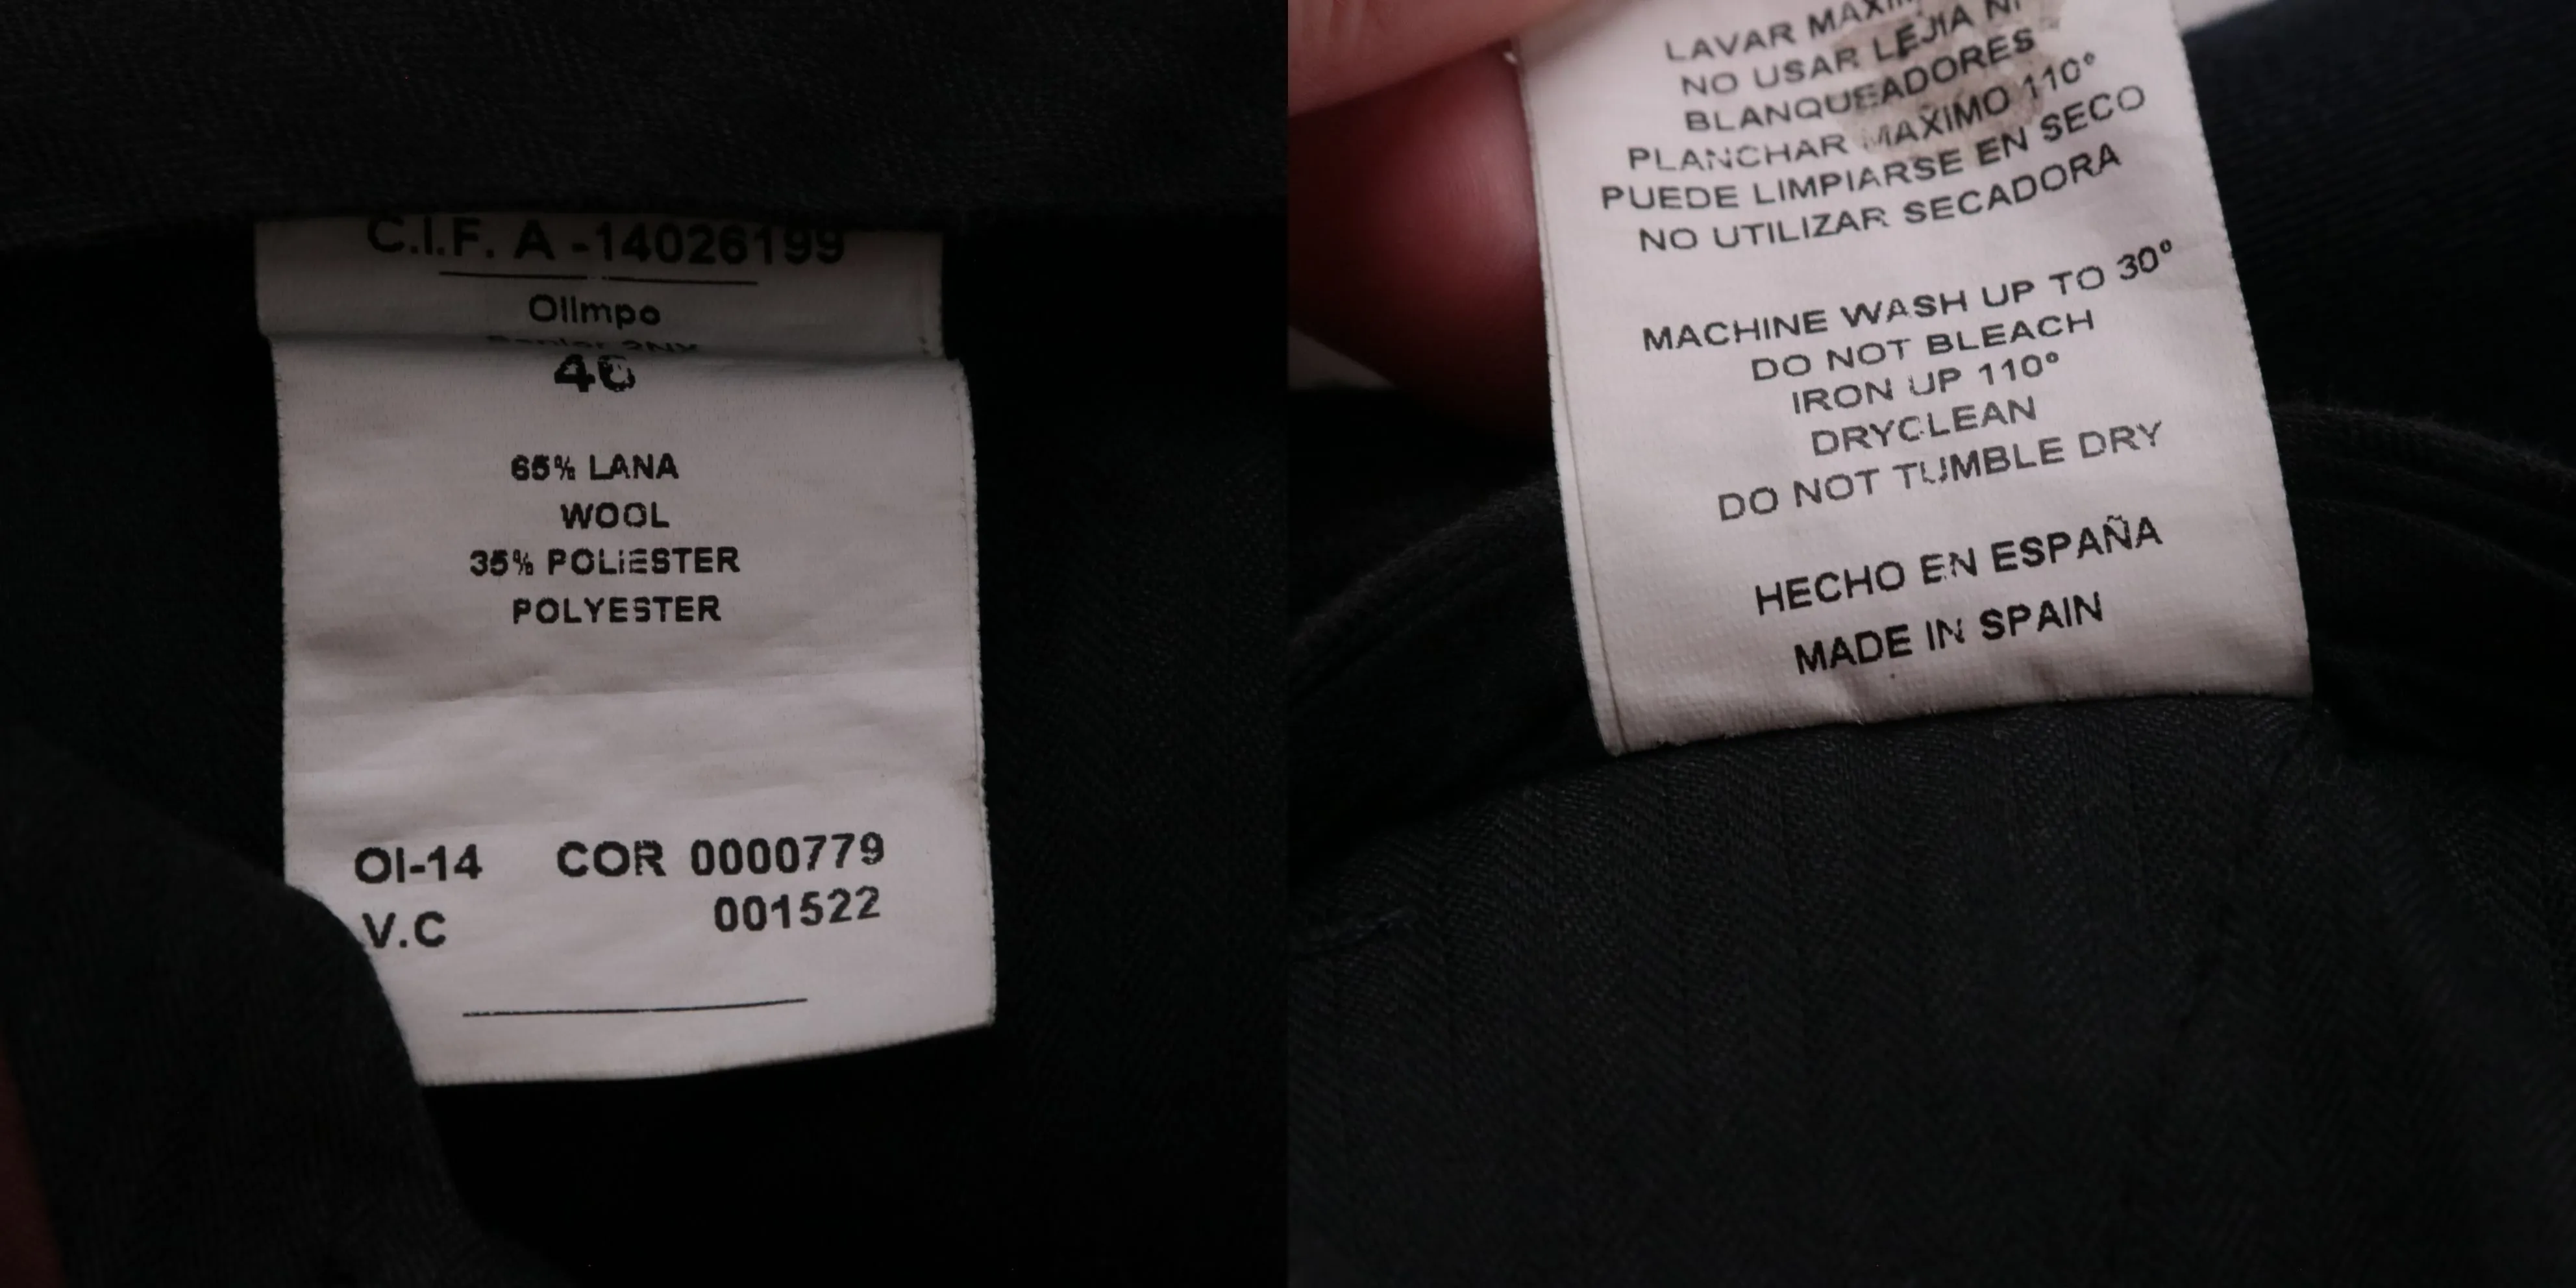 C.I.F. A -14026199
Olimpo
46
65% LANA
WOOL
35% POLIESTER
POLYESTER
OI-14 COR 0000779
V.C 001522
LAVAR
NO USAR LEJIA NI
BLANQUEADORES
PLANCHAR MAXIMO 110°
PUEDE LIMPIARSE EN SECO
NO UTILIZAR SECADORA
MACHINE WASH UP TO 30°
DO NOT BLEACH
IRON UP 110°
DRYCLEAN
DO NOT TUMBLE DRY
HECHO EN ESPAÑA
MADE IN SPAIN